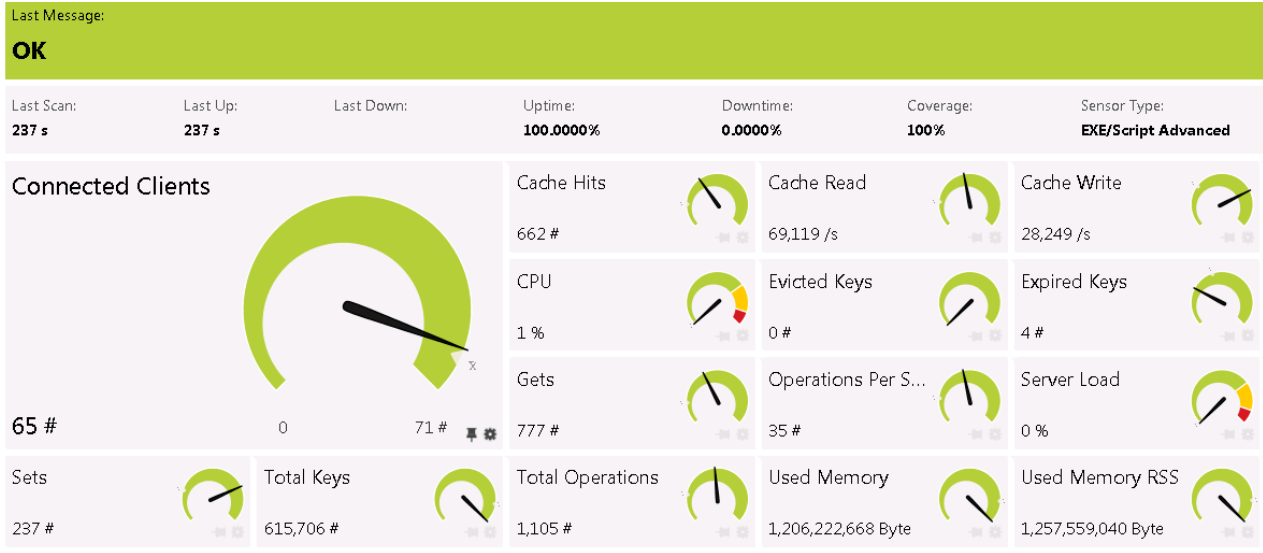 Last Message:
OK
Last Scan: Last Up: Last Down: Uptime: Downtime: Coverage: Sensor Type:
237 s 237 s 100.0000% 0.0000% 100% EXE/Script Advanced
Connected Clients
65 #
0
71 #
x
Cache Hits
662 #
Cache Read
69,119 /s
Cache Write
28,249 /s
CPU
1 %
Evicted Keys
0 #
Expired Keys
4 #
Gets
777 #
Operations Per S...
35 #
Server Load
0 %
Sets
237 #
Total Keys
615,706 #
Total Operations
1,105 #
Used Memory
1,206,222,668 Byte
Used Memory RSS
1,257,559,040 Byte